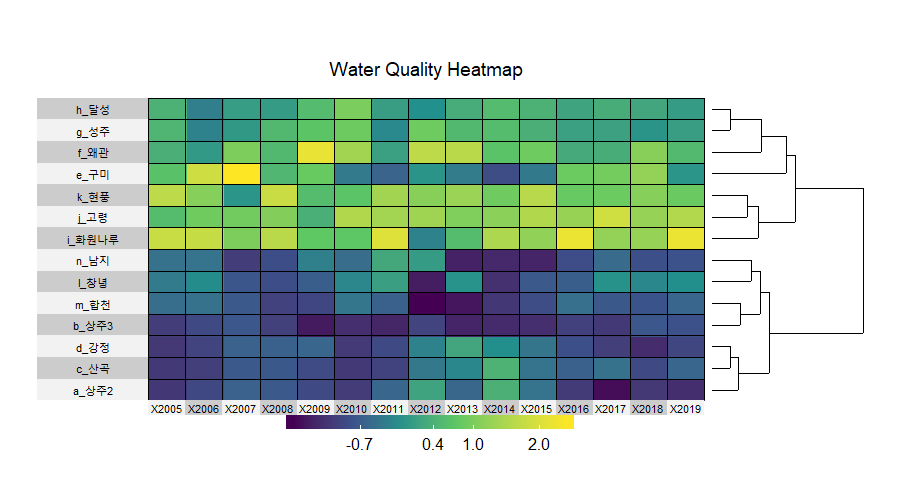 Water Quality Heatmap
h_달성
g_성주
f_왜관
e_구미
k_현풍
j_고령
i_화원나루
n_남지
l_창녕
m_합천
b_상주3
d_강정
c_산곡
a_상주2
X2005 X2006 X2007 X2008 X2009 X2010 X2011 X2012 X2013 X2014 X2015 X2016 X2017 X2018 X2019
-0.7 0.4 1.0 2.0